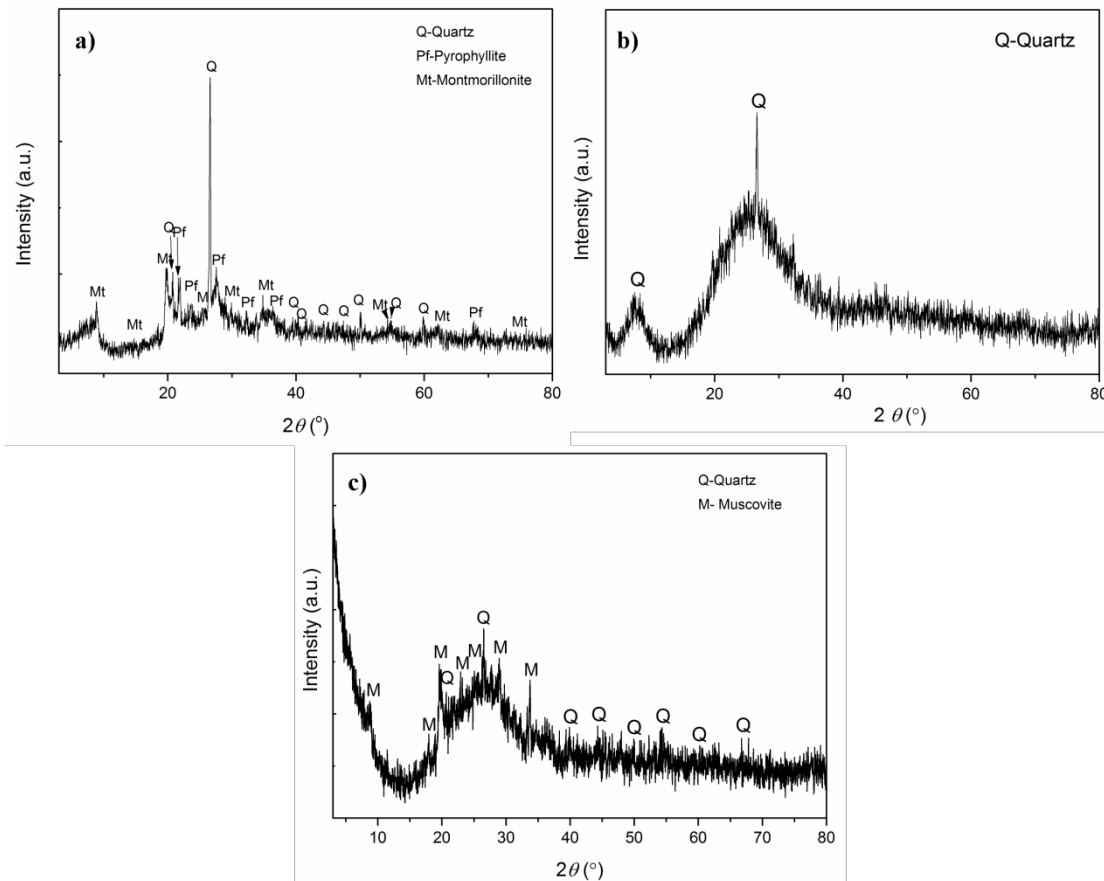 a)
Q-Quartz
Pf-Pyrophyllite
Mt-Montmorillonite
Q
Q Pf
Mt
Pf
Mt
Pf
M
Mt
Pf
Mt
Pf
Q
Q
Q
Q
Q
Mt
Q
Q
Mt
Pf
Mt
Mt
Intensity (a.u.)
20 40 60 80
2θ (°)
b)
Q-Quartz
Q
Q
Intensity (a.u.)
20 40 60 80
2 θ (°)
c)
Q-Quartz
M- Muscovite
M
M
M
Q
M
M
Q
M
M
Q
Q
Q
Q
Q
Q
Intensity (a.u.)
10 20 30 40 50 60 70 80
2θ (°)